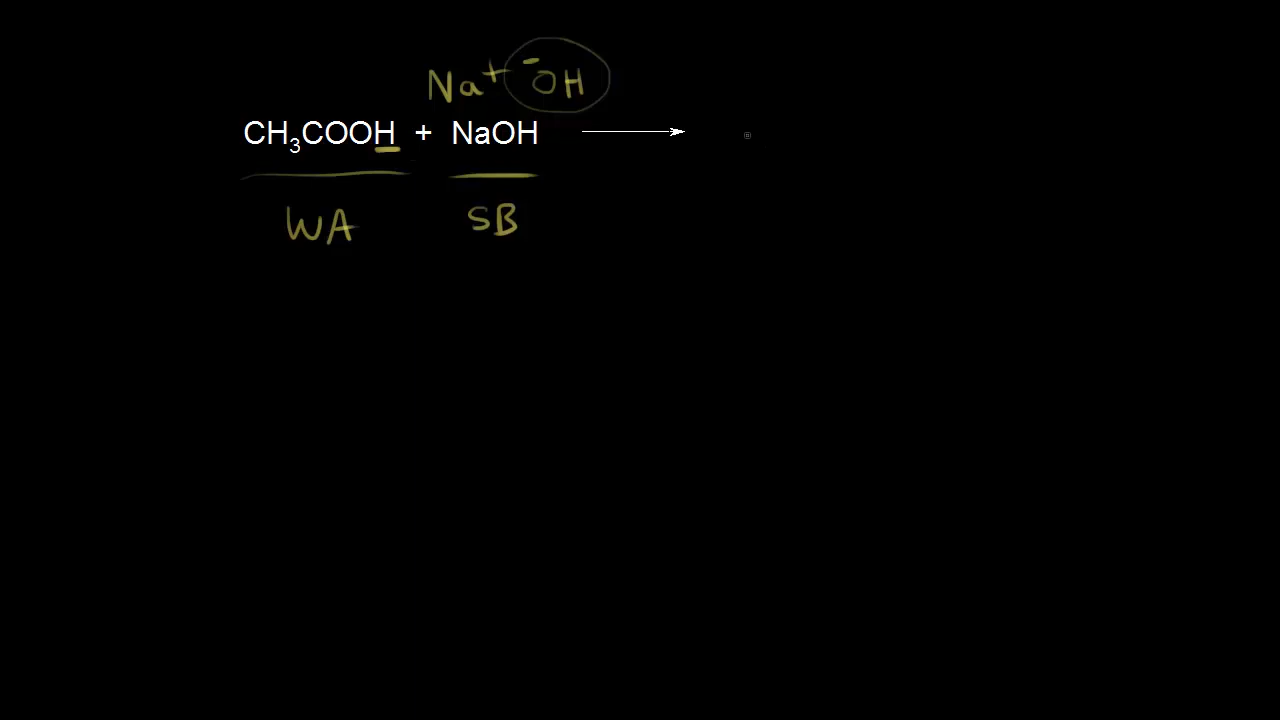 Na⁺ ⁻OH
CH₃COOH + NaOH ⟶
WA SB